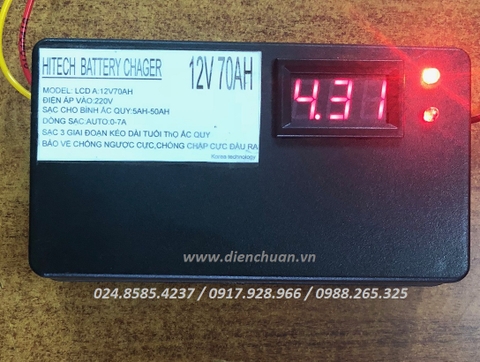 HITECH BATTERY CHAGER
12V 70AH
MODEL: LCD A:12V70AH
ĐIỆN ÁP VÀO:220V
SẠC CHO BÌNH ẮC QUY:5AH-50AH
DÒNG SẠC:AUTO:0-7A
SẠC 3 GIAI ĐOẠN KÉO DÀI TUỔI THỌ ẮC QUY
BẢO VỆ CHỐNG NGƯỢC CỰC,CHỐNG CHẬP CỰC ĐẦU RA
Korea technology
4.31
www.dienchuan.vn
024.8585.4237 / 0917.928.966 / 0988.265.325